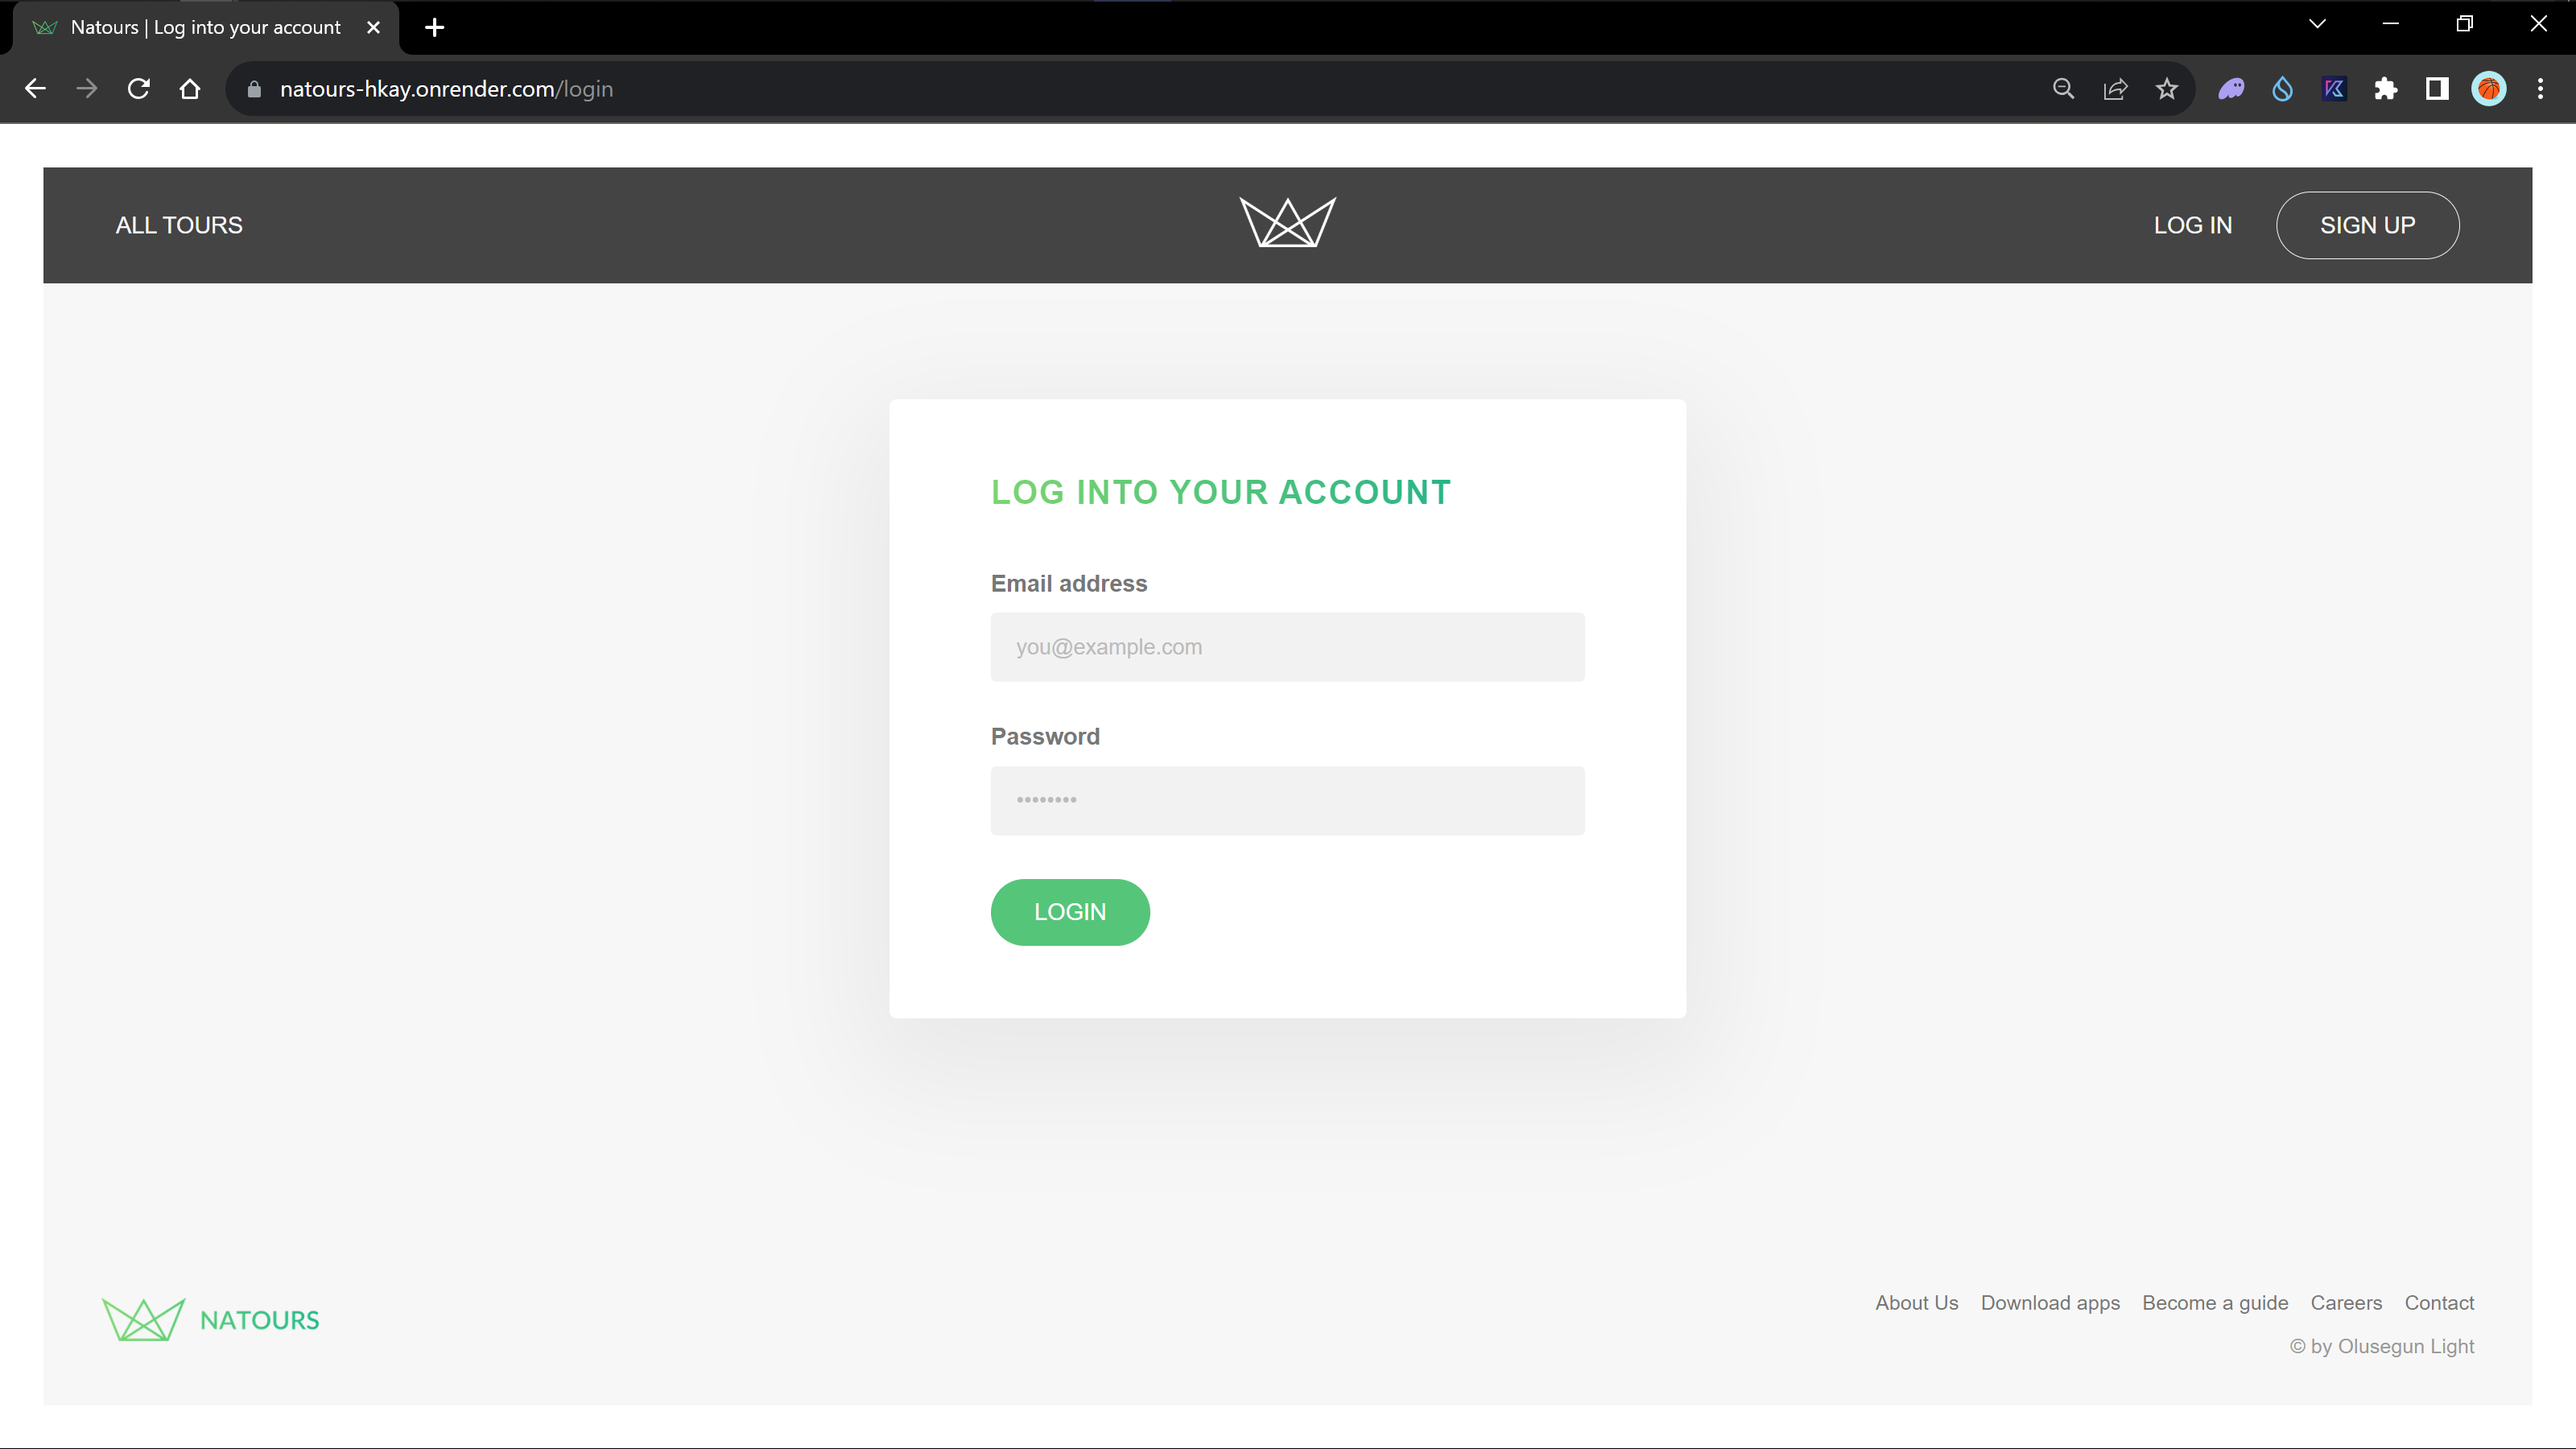 Natours | Log into your account
natours-hkay.onrender.com/login
ALL TOURS
LOG IN
SIGN UP
LOG INTO YOUR ACCOUNT
Email address
you@example.com
Password
••••••••
LOGIN
NATOURS
About Us Download apps Become a guide Careers Contact
© by Olusegun Light